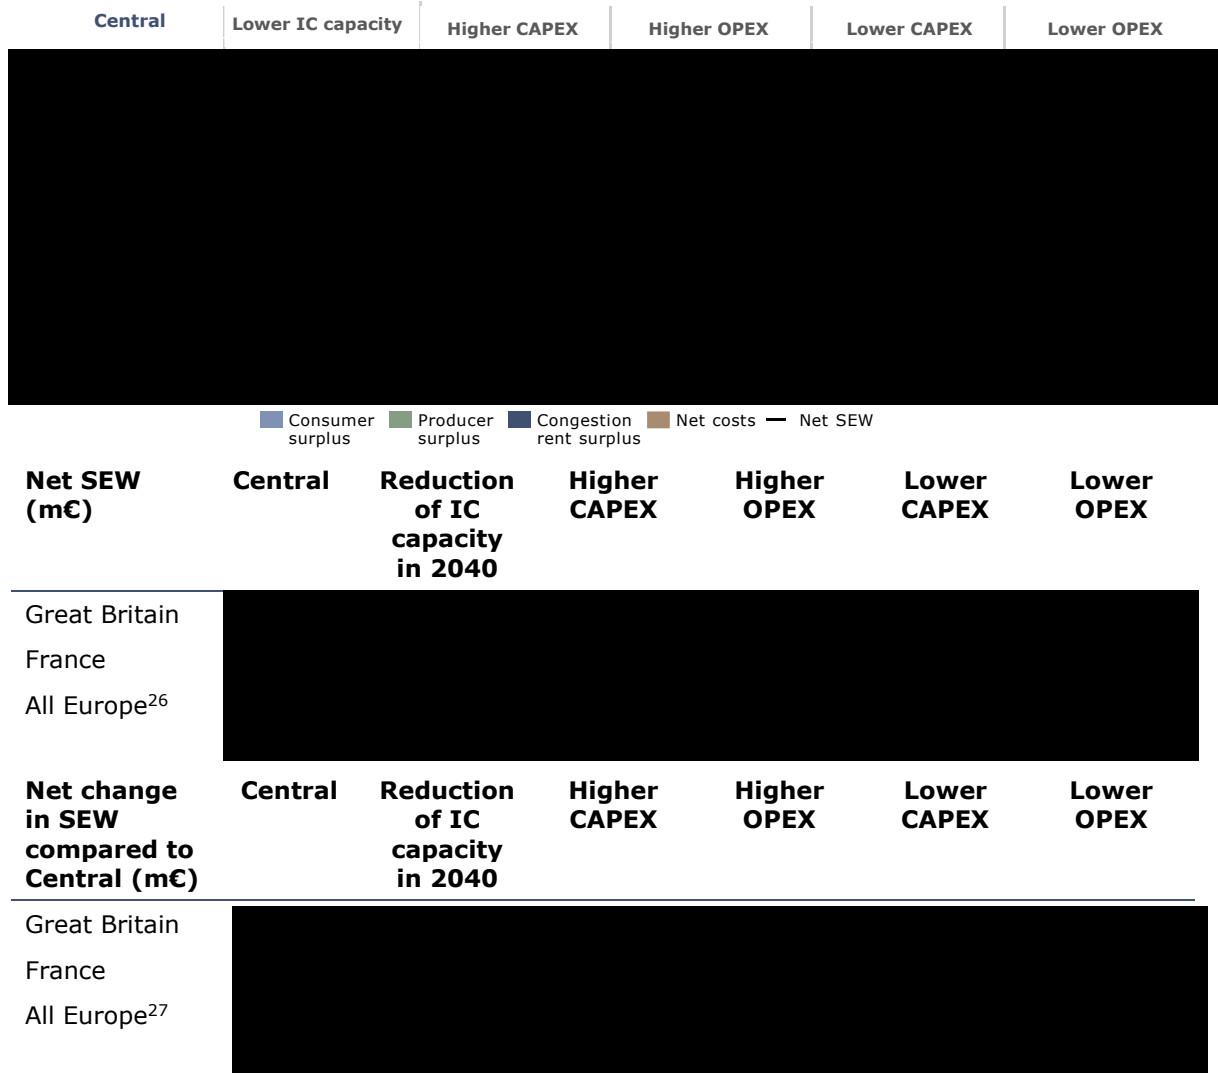 Central Lower IC capacity Higher CAPEX Higher OPEX Lower CAPEX Lower OPEX
Consumer surplus Producer surplus Congestion rent surplus Net costs Net SEW
Net SEW (m€) Central Reduction of IC capacity in 2040 Higher CAPEX Higher OPEX Lower CAPEX Lower OPEX
Great Britain
France
All Europe26
Net change in SEW compared to Central (m€) Central Reduction of IC capacity in 2040 Higher CAPEX Higher OPEX Lower CAPEX Lower OPEX
Great Britain
France
All Europe27